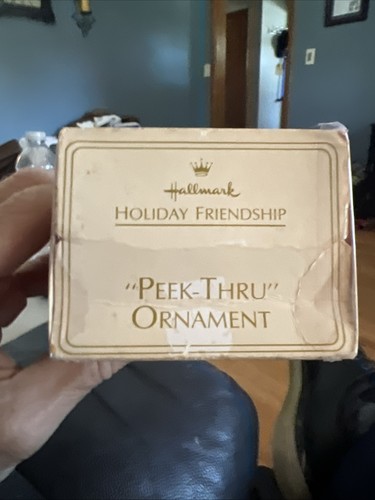 Hallmark
HOLIDAY FRIENDSHIP
"PEEK-THRU"
ORNAMENT